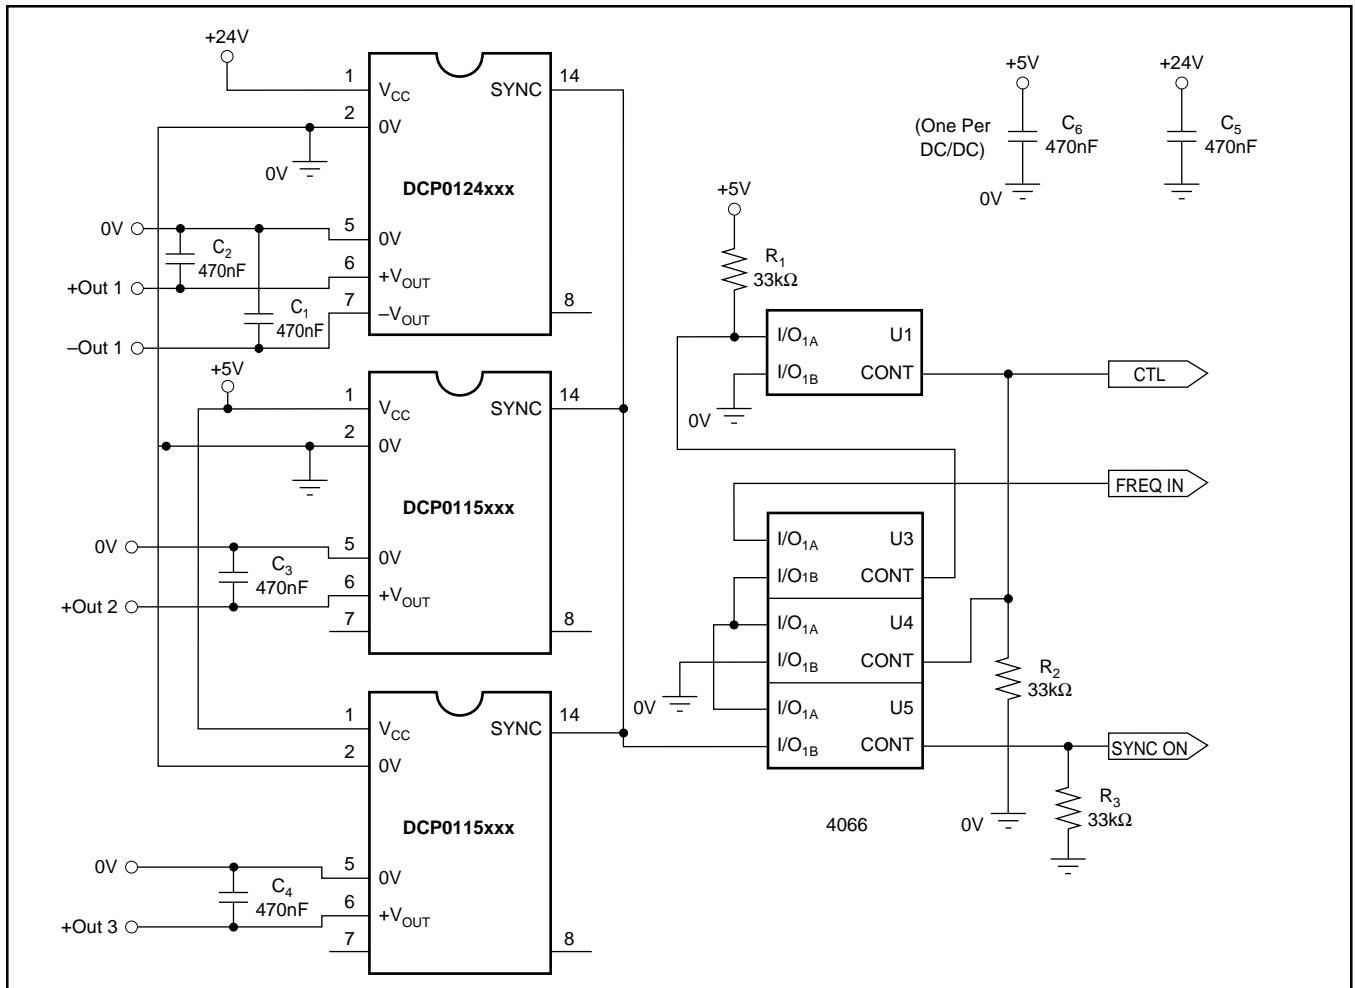 +24V
1
VCC
SYNC
14
2
0V
0V
DCP0124xxx
0V
5
0V
C2
470nF
6
+VOUT
+Out 1
C1
470nF
7
–VOUT
8
–Out 1
+5V
1
VCC
SYNC
14
2
0V
DCP0115xxx
0V
5
0V
C3
470nF
6
+VOUT
+Out 2
7
8
1
VCC
SYNC
14
2
0V
DCP0115xxx
0V
5
0V
C4
470nF
6
+VOUT
+Out 3
7
8
+5V
(One Per
DC/DC)
C6
470nF
0V
+24V
C5
470nF
+5V
R1
33kΩ
I/O1A
U1
I/O1B
CONT
0V
CTL
FREQ IN
I/O1A
U3
I/O1B
CONT
I/O1A
U4
I/O1B
CONT
0V
I/O1A
U5
I/O1B
CONT
4066
R2
33kΩ
0V
SYNC ON
R3
33kΩ